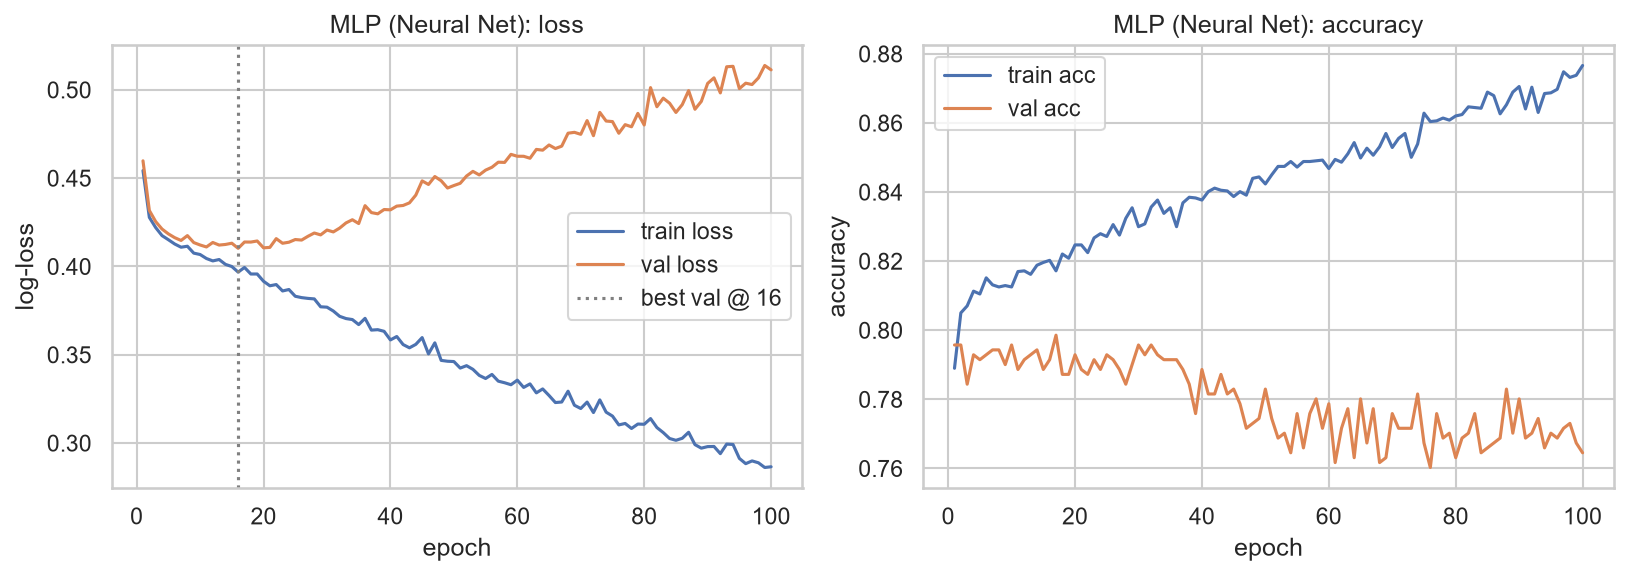 MLP (Neural Net): loss
log-loss
0.50
0.45
0.40
0.35
0.30
train loss
val loss
best val @ 16
0 20 40 60 80 100
epoch
MLP (Neural Net): accuracy
accuracy
0.88
0.86
0.84
0.82
0.80
0.78
0.76
train acc
val acc
0 20 40 60 80 100
epoch